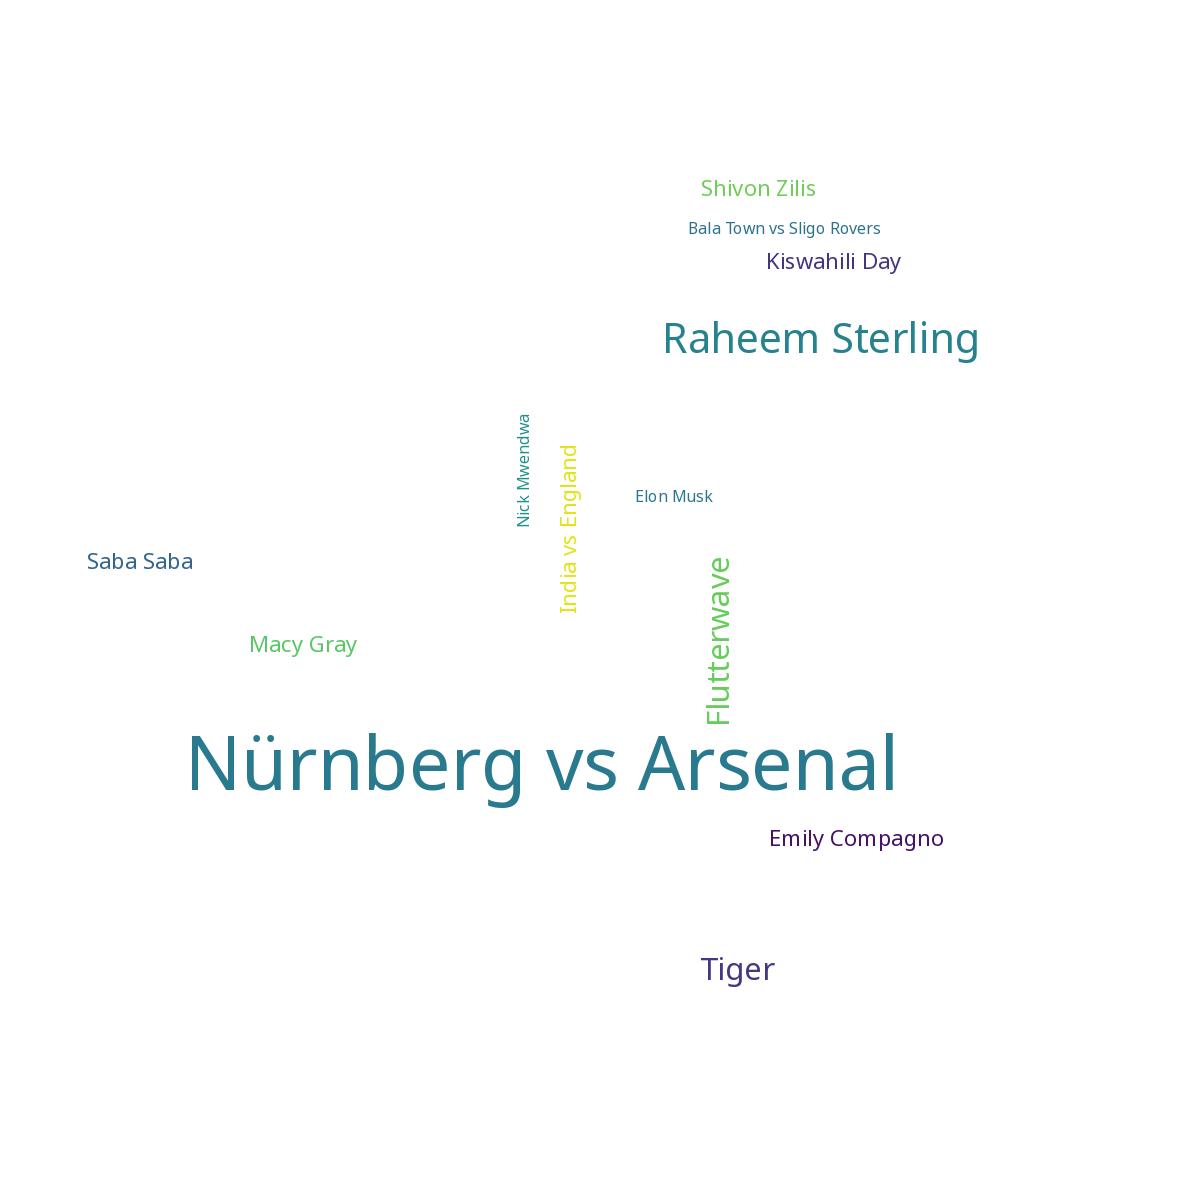 Shivon Zilis
Bala Town vs Sligo Rovers
Kiswahili Day
Raheem Sterling
Nick Mwendwa
India vs England
Elon Musk
Saba Saba
Flutterwave
Macy Gray
Nürnberg vs Arsenal
Emily Compagno
Tiger